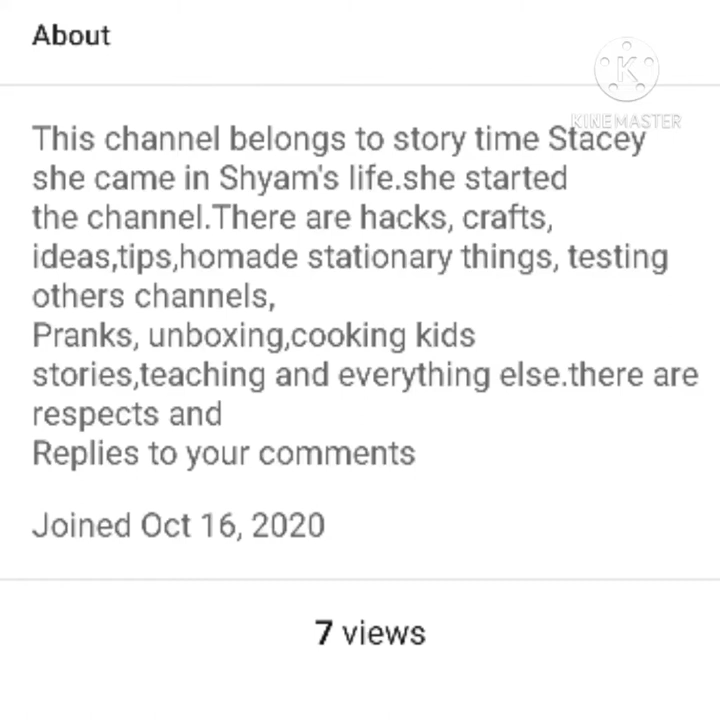 About
KINEMASTER
This channel belongs to story time Stacey
she came in Shyam's life.she started
the channel.There are hacks, crafts,
ideas,tips,homade stationary things, testing
others channels,
Pranks, unboxing,cooking kids
stories,teaching and everything else.there are
respects and
Replies to your comments
Joined Oct 16, 2020
7 views